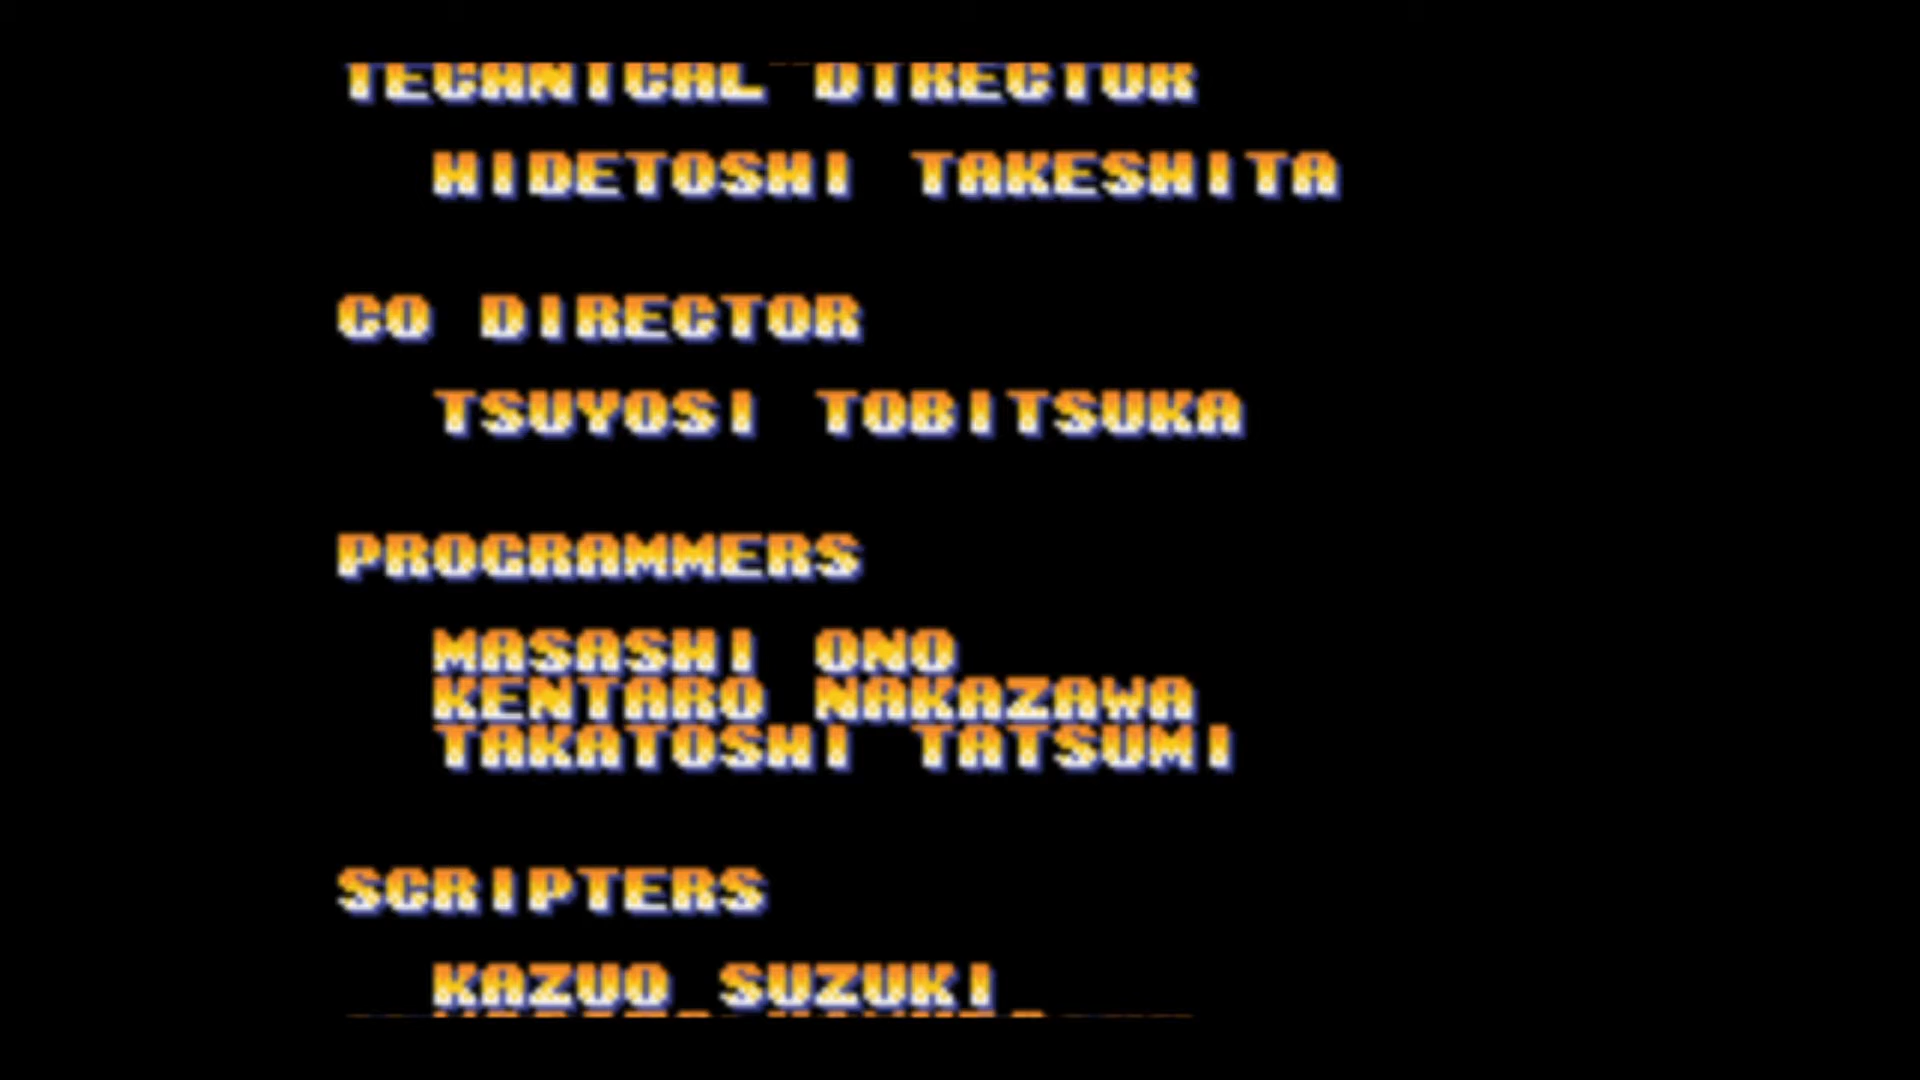 TECHNICAL DIRECTOR
HIDETOSHI TAKESHITA
CO DIRECTOR
TSUYOSI TOBITSUKA
PROGRAMMERS
MASASHI ONO
KENTARO NAKAZAWA
TAKATOSHI TATSUMI
SCRIPTERS
KAZUO SUZUKI